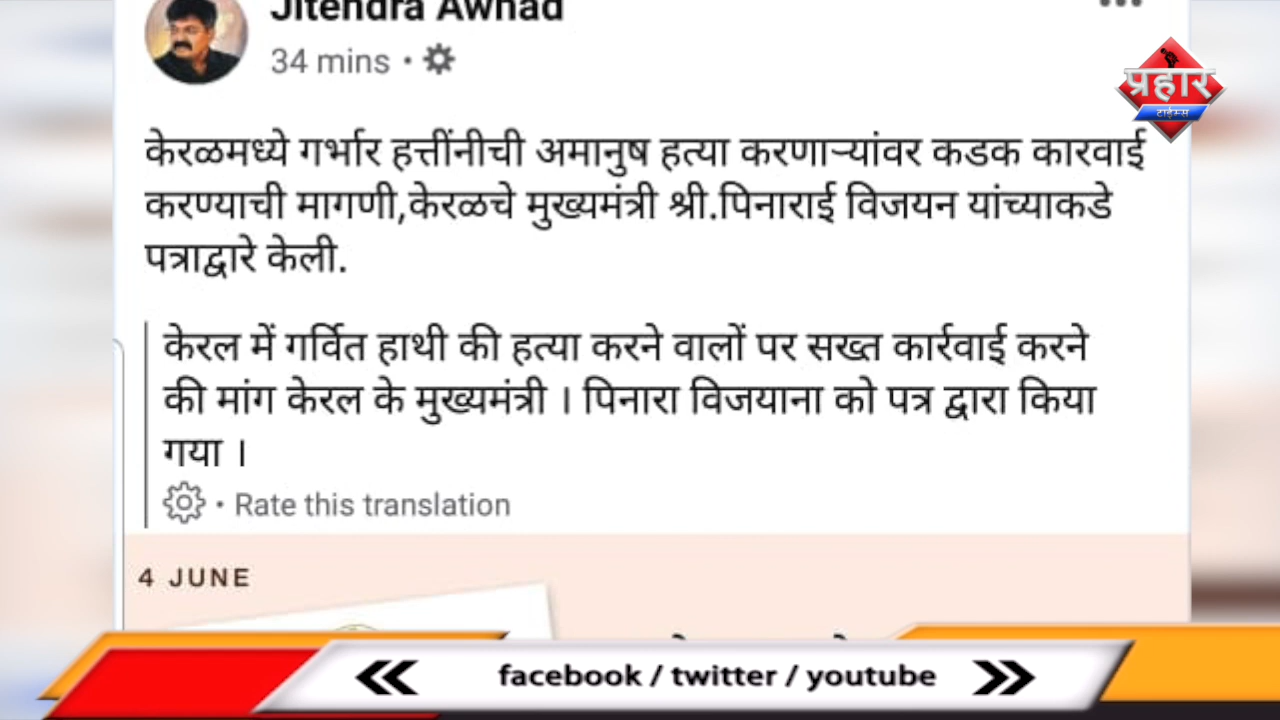 Jitendra Awhad
34 mins
प्रहार
टाईम्स
केरळमध्ये गर्भार हत्तींनीची अमानुष हत्या करणाऱ्यांवर कडक कारवाई
करण्याची मागणी,केरळचे मुख्यमंत्री श्री.पिनाराई विजयन यांच्याकडे
पत्राद्वारे केली.
केरल में गर्वित हाथी की हत्या करने वालों पर सख्त कार्रवाई करने
की मांग केरल के मुख्यमंत्री । पिनारा विजयाना को पत्र द्वारा किया
गया ।
· Rate this translation
4 JUNE
facebook / twitter / youtube